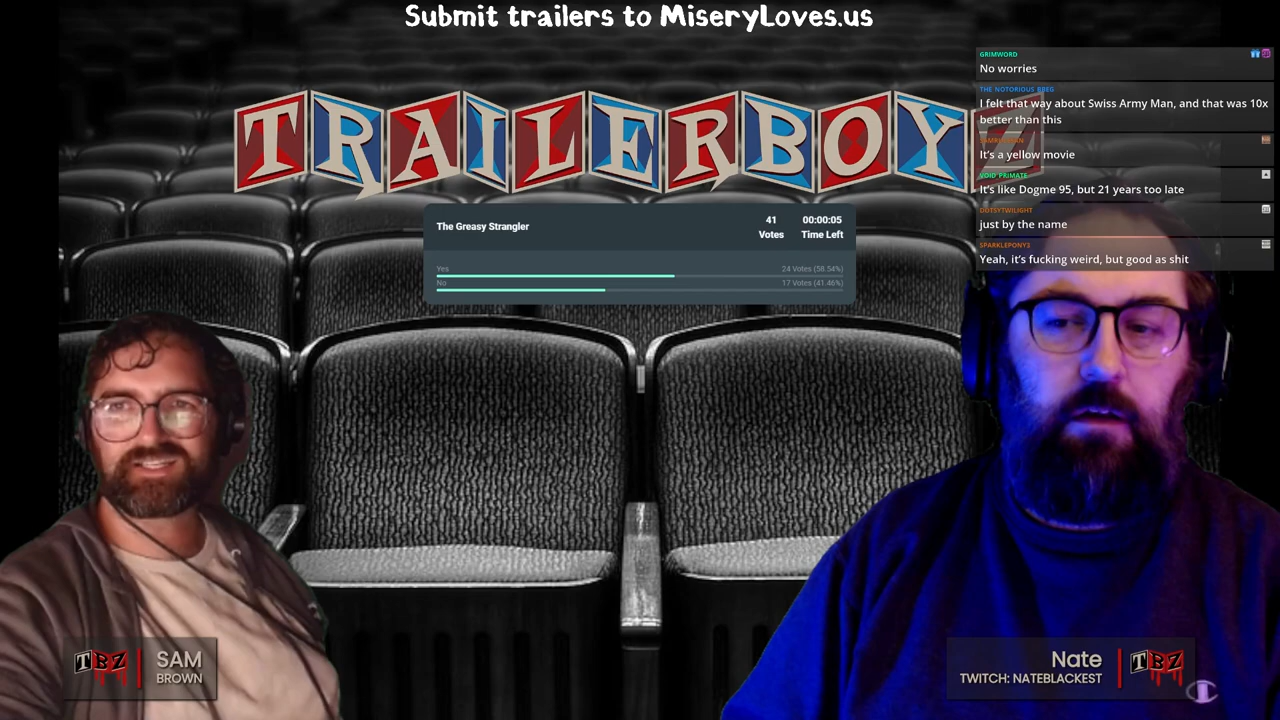 Submit trailers to MiseryLoves.us
TRAILERBOYZ
GRIMWORD
No worries
THE NOTORIOUS BREG
I felt that way about Swiss Army Man, and that was 10x
better than this
It's a yellow movie
VOID PRIMATE
It's like Dogme 95, but 21 years too late
DOTSYTWILIGHT
just by the name
SPARKLEPONY3
Yeah, it's fucking weird, but good as shit
The Greasy Strangler
41 Votes
00:00:05 Time Left
Yes 24 Votes (58.54%)
No 17 Votes (41.46%)
TBZ
SAM
BROWN
Nate
TWITCH: NATEBLACKEST
TBZ